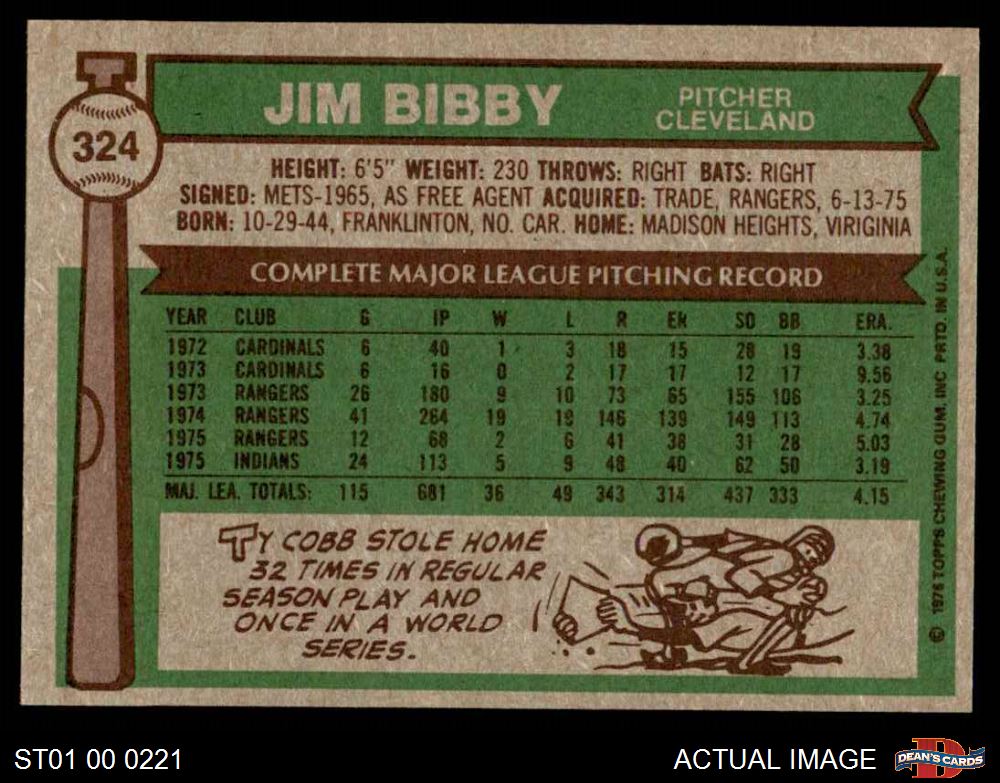 324
JIM BIBBY
PITCHER
CLEVELAND
HEIGHT: 6'5" WEIGHT: 230 THROWS: RIGHT BATS: RIGHT
SIGNED: METS-1965, AS FREE AGENT ACQUIRED: TRADE, RANGERS, 6-13-75
BORN: 10-29-44, FRANKLINTON, NO. CAR. HOME: MADISON HEIGHTS, VIRIGINIA
COMPLETE MAJOR LEAGUE PITCHING RECORD
YEAR CLUB G IP W L R ER SO BB ERA.
1972 CARDINALS 6 40 1 3 18 15 28 19 3.38
1973 CARDINALS 6 16 0 2 17 17 12 17 9.56
1973 RANGERS 26 180 9 10 73 65 155 106 3.25
1974 RANGERS 41 264 19 19 146 139 149 113 4.74
1975 RANGERS 12 68 2 6 41 38 31 28 5.03
1975 INDIANS 24 113 5 9 48 40 62 50 3.19
MAJ. LEA. TOTALS: 115 681 36 49 343 314 437 333 4.15
TY COBB STOLE HOME
32 TIMES IN REGULAR
SEASON PLAY AND
ONCE IN A WORLD
SERIES.
© 1976 TOPPS CHEWING GUM, INC PRTD. IN U.S.A.
ST01 00 0221
ACTUAL IMAGE
D
DEAN'S CARDS